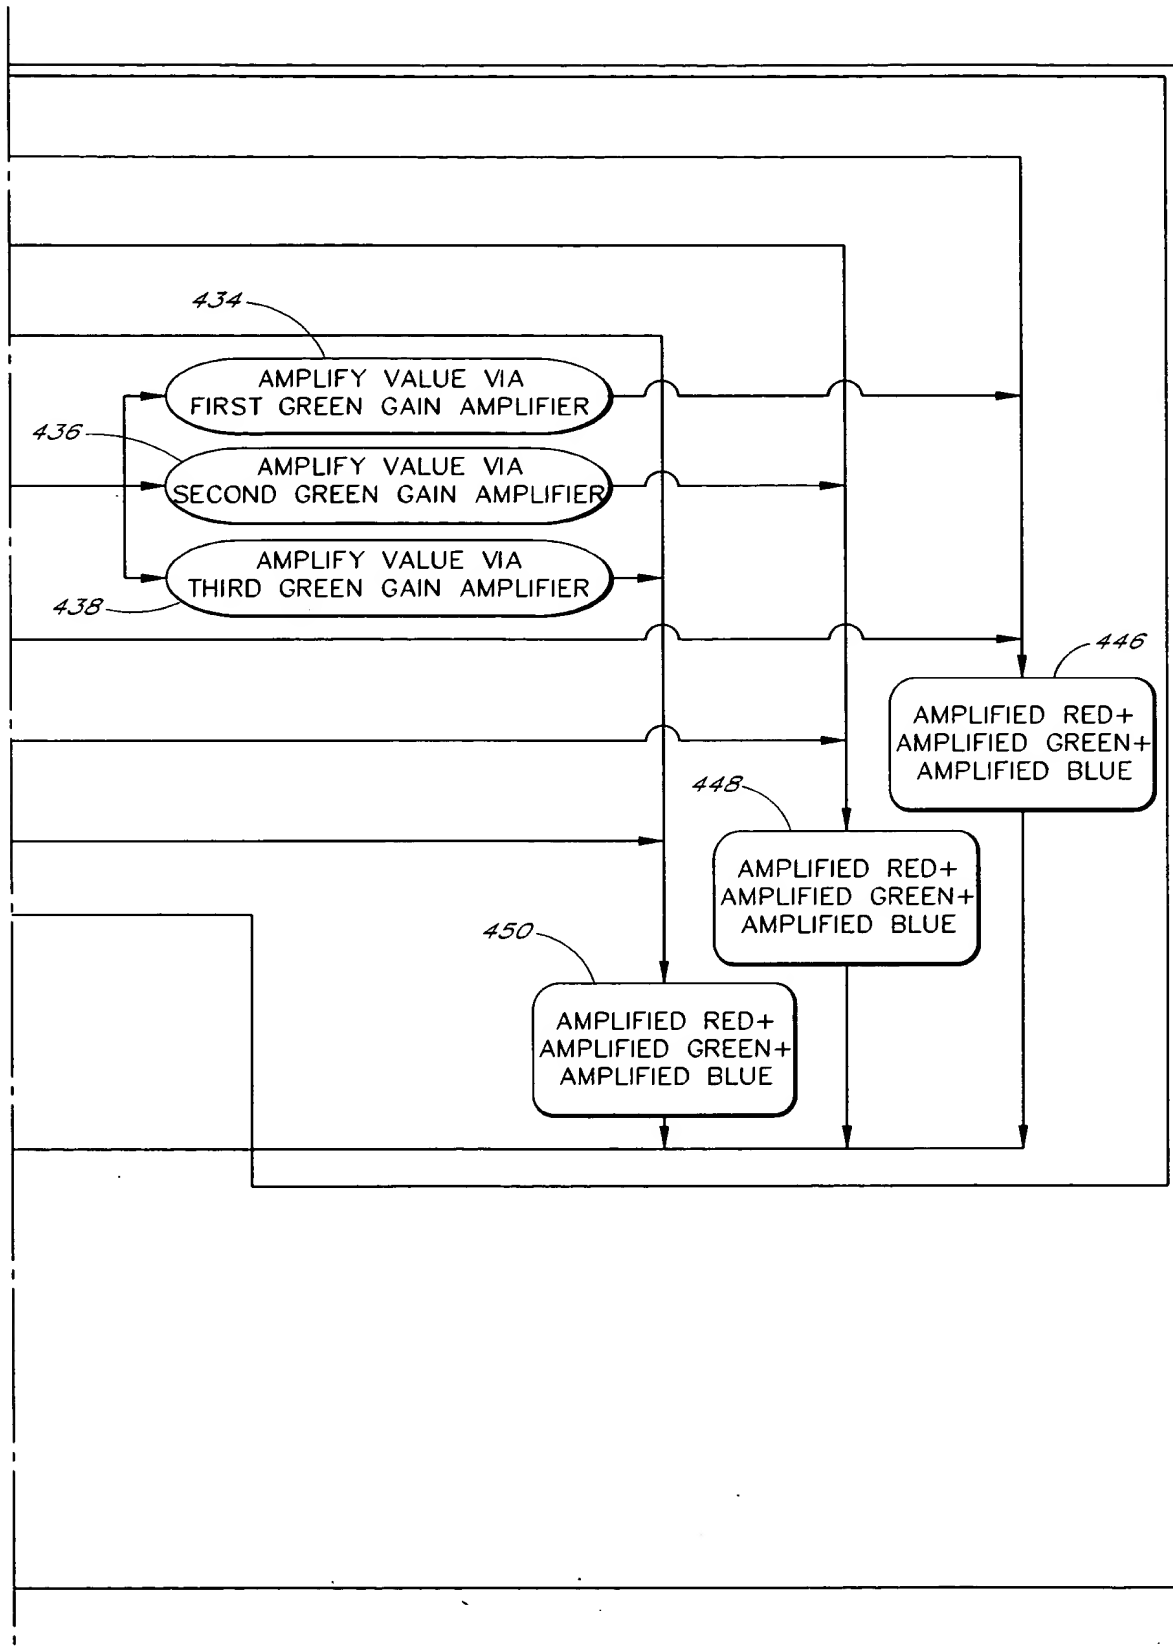 434
AMPLIFY VALUE VIA
FIRST GREEN GAIN AMPLIFIER
436
AMPLIFY VALUE VIA
SECOND GREEN GAIN AMPLIFIER
AMPLIFY VALUE VIA
THIRD GREEN GAIN AMPLIFIER
438
446
AMPLIFIED RED+
AMPLIFIED GREEN+
AMPLIFIED BLUE
448
AMPLIFIED RED+
AMPLIFIED GREEN+
AMPLIFIED BLUE
450
AMPLIFIED RED+
AMPLIFIED GREEN+
AMPLIFIED BLUE